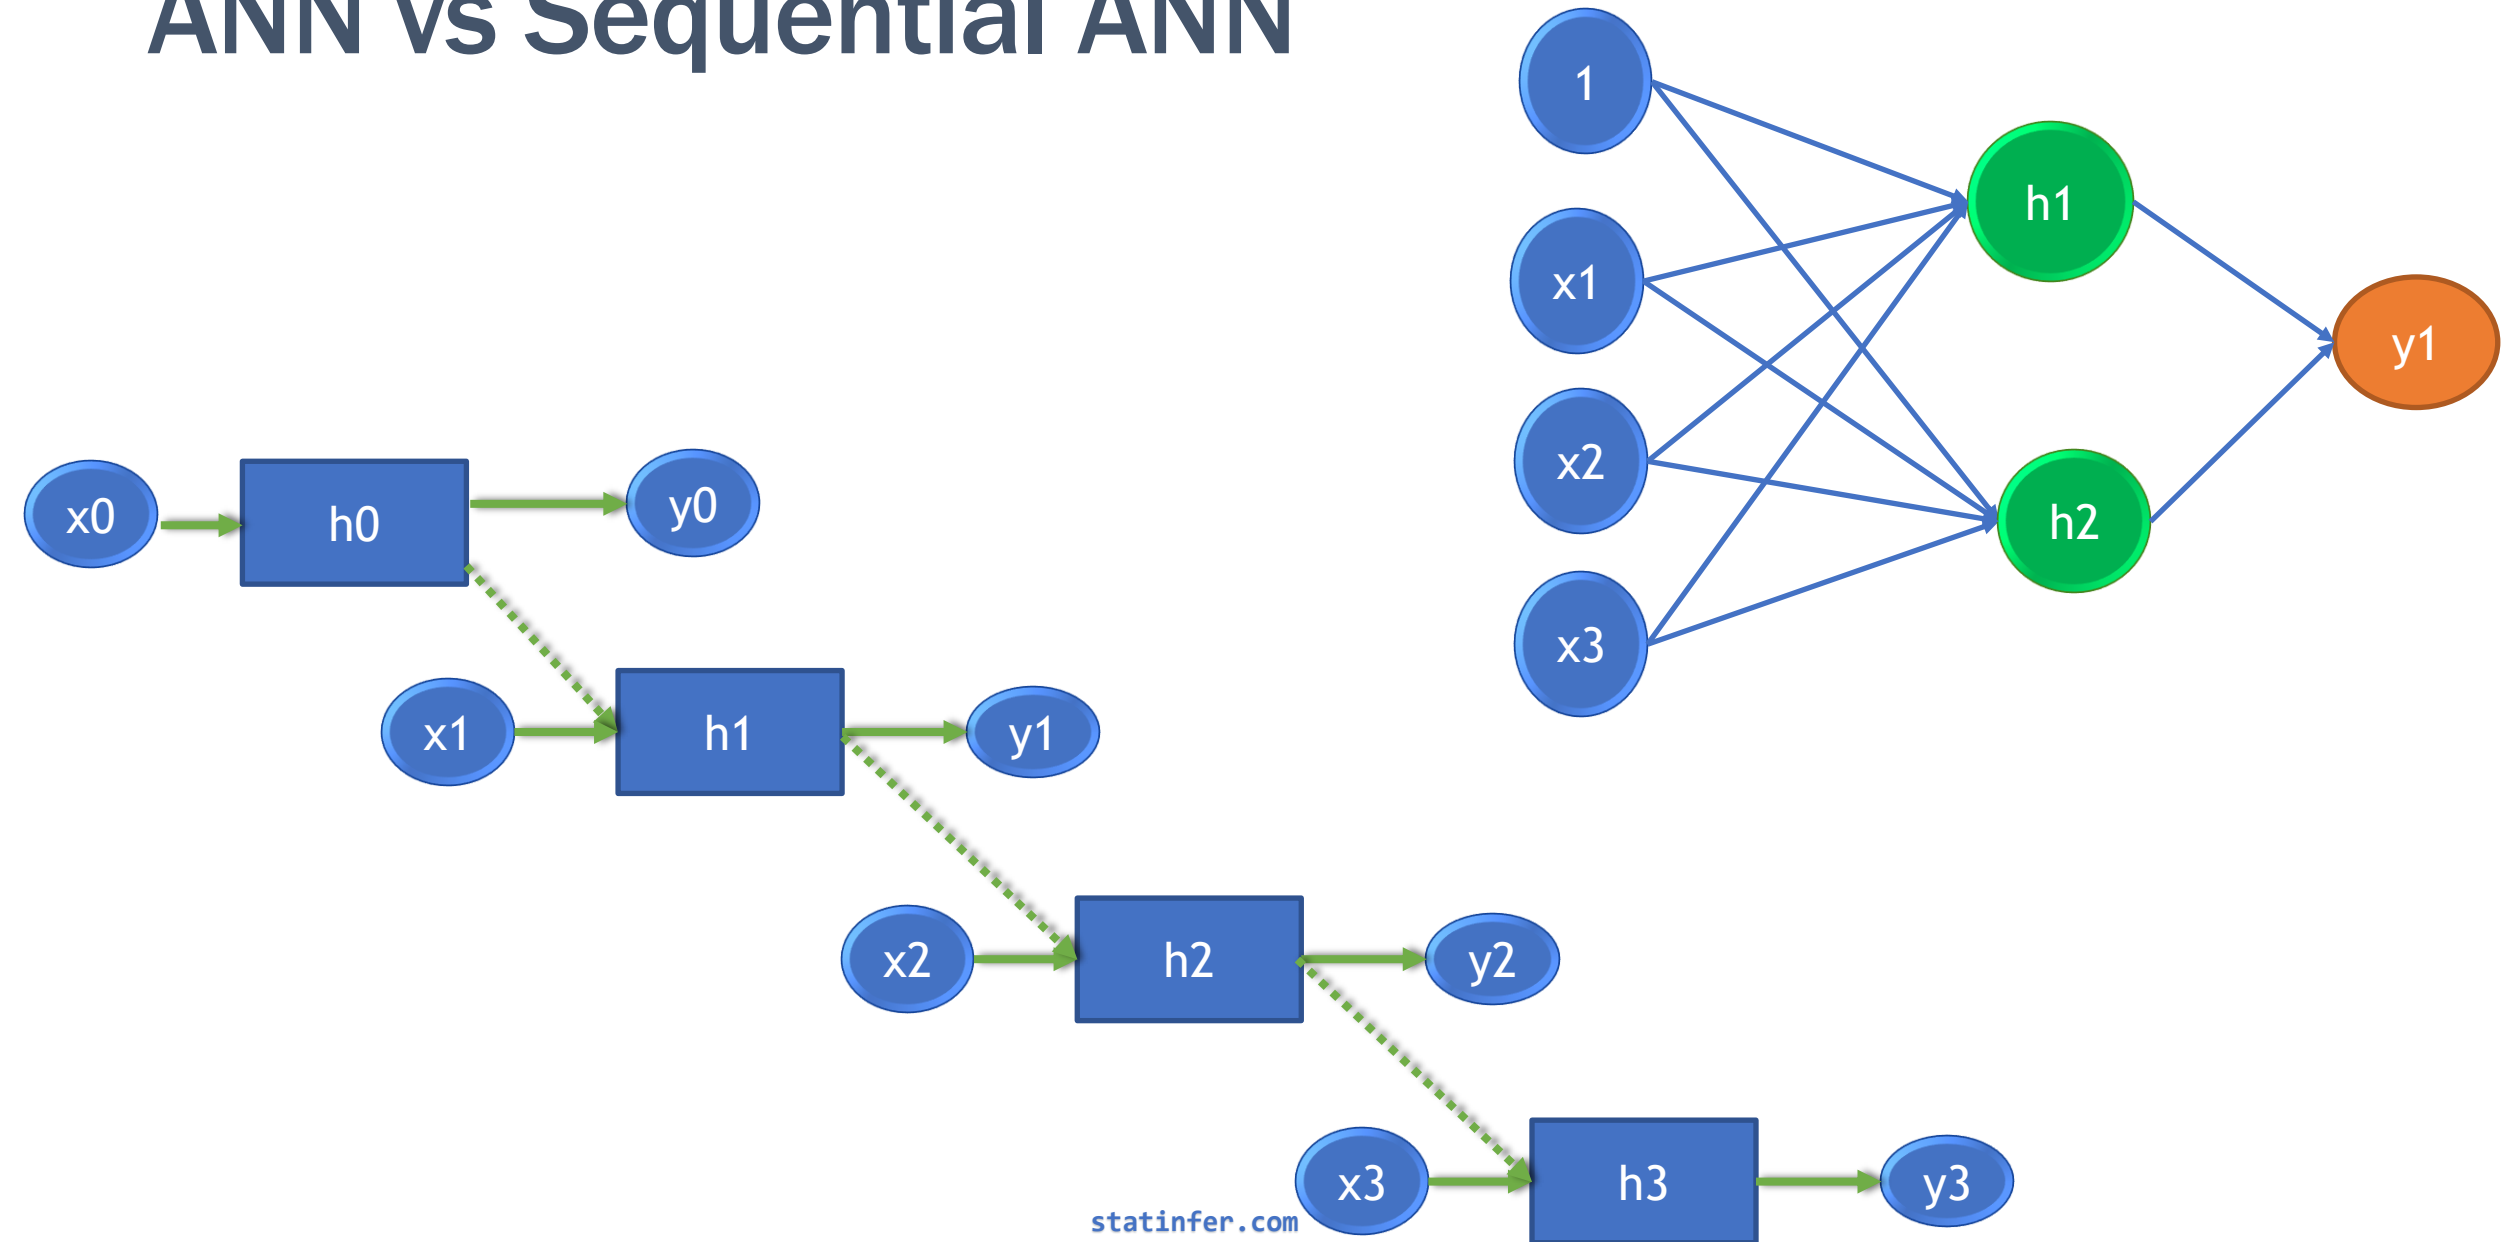 ANN vs Sequential ANN
1
h1
x1
y1
x2
h2
x3
x0
h0
y0
x1
h1
y1
x2
h2
y2
x3
h3
y3
statinfer.com